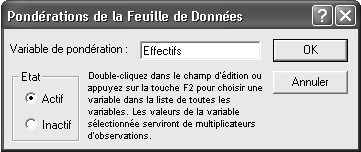 Pondérations de la Feuille de Données
Variable de pondération : Effectifs OK
Etat
Actif
Inactif
Double-cliquez dans le champ d'édition ou
appuyez sur la touche F2 pour choisir une
variable dans la liste de toutes les
variables. Les valeurs de la variable
sélectionnée serviront de multiplicateurs
d'observations.
Annuler